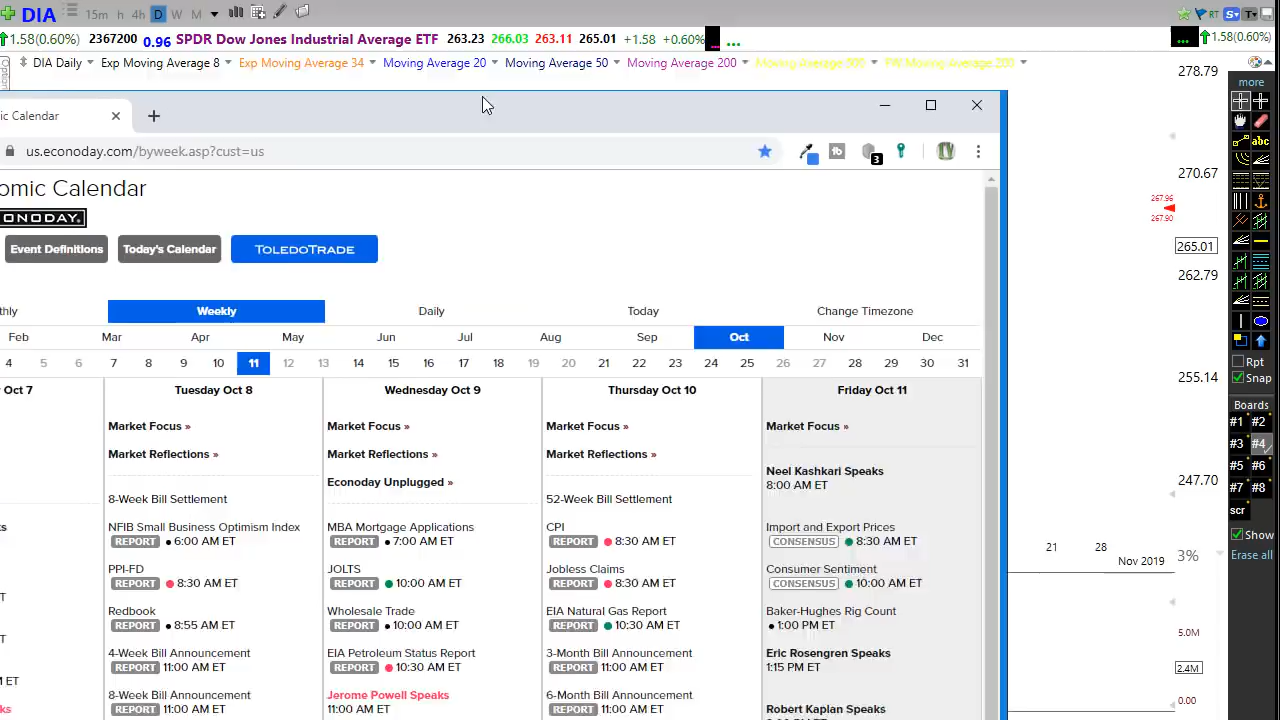 DIA
15m h 4h D W M
RT S T
1.58(0.60%) 2367200 0.96 SPDR Dow Jones Industrial Average ETF 263.23 266.03 263.11 265.01 +1.58 +0.60% ... ... 1.58(0.60%)
DIA Daily Exp Moving Average 8 Exp Moving Average 34 Moving Average 20 Moving Average 50 Moving Average 200
278.79
more
ic Calendar
us.econoday.com/byweek.asp?cust=us
3
abc
omic Calendar
270.67
267.96
267.90
ONODAY.
Event Definitions Today's Calendar TOLEDOTRADE
265.01
262.79
thly Weekly Daily Today Change Timezone
Feb Mar Apr May Jun Jul Aug Sep Oct Nov Dec
4 5 6 7 8 9 10 11 12 13 14 15 16 17 18 19 20 21 22 23 24 25 26 27 28 29 30 31
Rpt
Snap
255.14
r Oct 7 Tuesday Oct 8 Wednesday Oct 9 Thursday Oct 10 Friday Oct 11
Boards
#1 #2
#3 #4
#5 #6
#7 #8
scr
Show
Erase all
Market Focus » Market Focus » Market Focus » Market Focus »
Market Reflections » Market Reflections » Market Reflections »
Neel Kashkari Speaks
8:00 AM ET
Econoday Unplugged »
247.70
8-Week Bill Settlement 52-Week Bill Settlement
NFIB Small Business Optimism Index MBA Mortgage Applications CPI Import and Export Prices
REPORT 6:00 AM ET REPORT 7:00 AM ET REPORT 8:30 AM ET CONSENSUS 8:30 AM ET
21 28 Nov 2019 3%
PPI-FD JOLTS Jobless Claims Consumer Sentiment
REPORT 8:30 AM ET REPORT 10:00 AM ET REPORT 8:30 AM ET CONSENSUS 10:00 AM ET
Redbook Wholesale Trade EIA Natural Gas Report Baker-Hughes Rig Count
REPORT 8:55 AM ET REPORT 10:00 AM ET REPORT 10:30 AM ET 1:00 PM ET
5.0M
4-Week Bill Announcement EIA Petroleum Status Report 3-Month Bill Announcement Eric Rosengren Speaks
REPORT 11:00 AM ET REPORT 10:30 AM ET REPORT 11:00 AM ET 1:15 PM ET
2.4M
8-Week Bill Announcement Jerome Powell Speaks 6-Month Bill Announcement Robert Kaplan Speaks
REPORT 11:00 AM ET 11:00 AM ET REPORT 11:00 AM ET
0.00